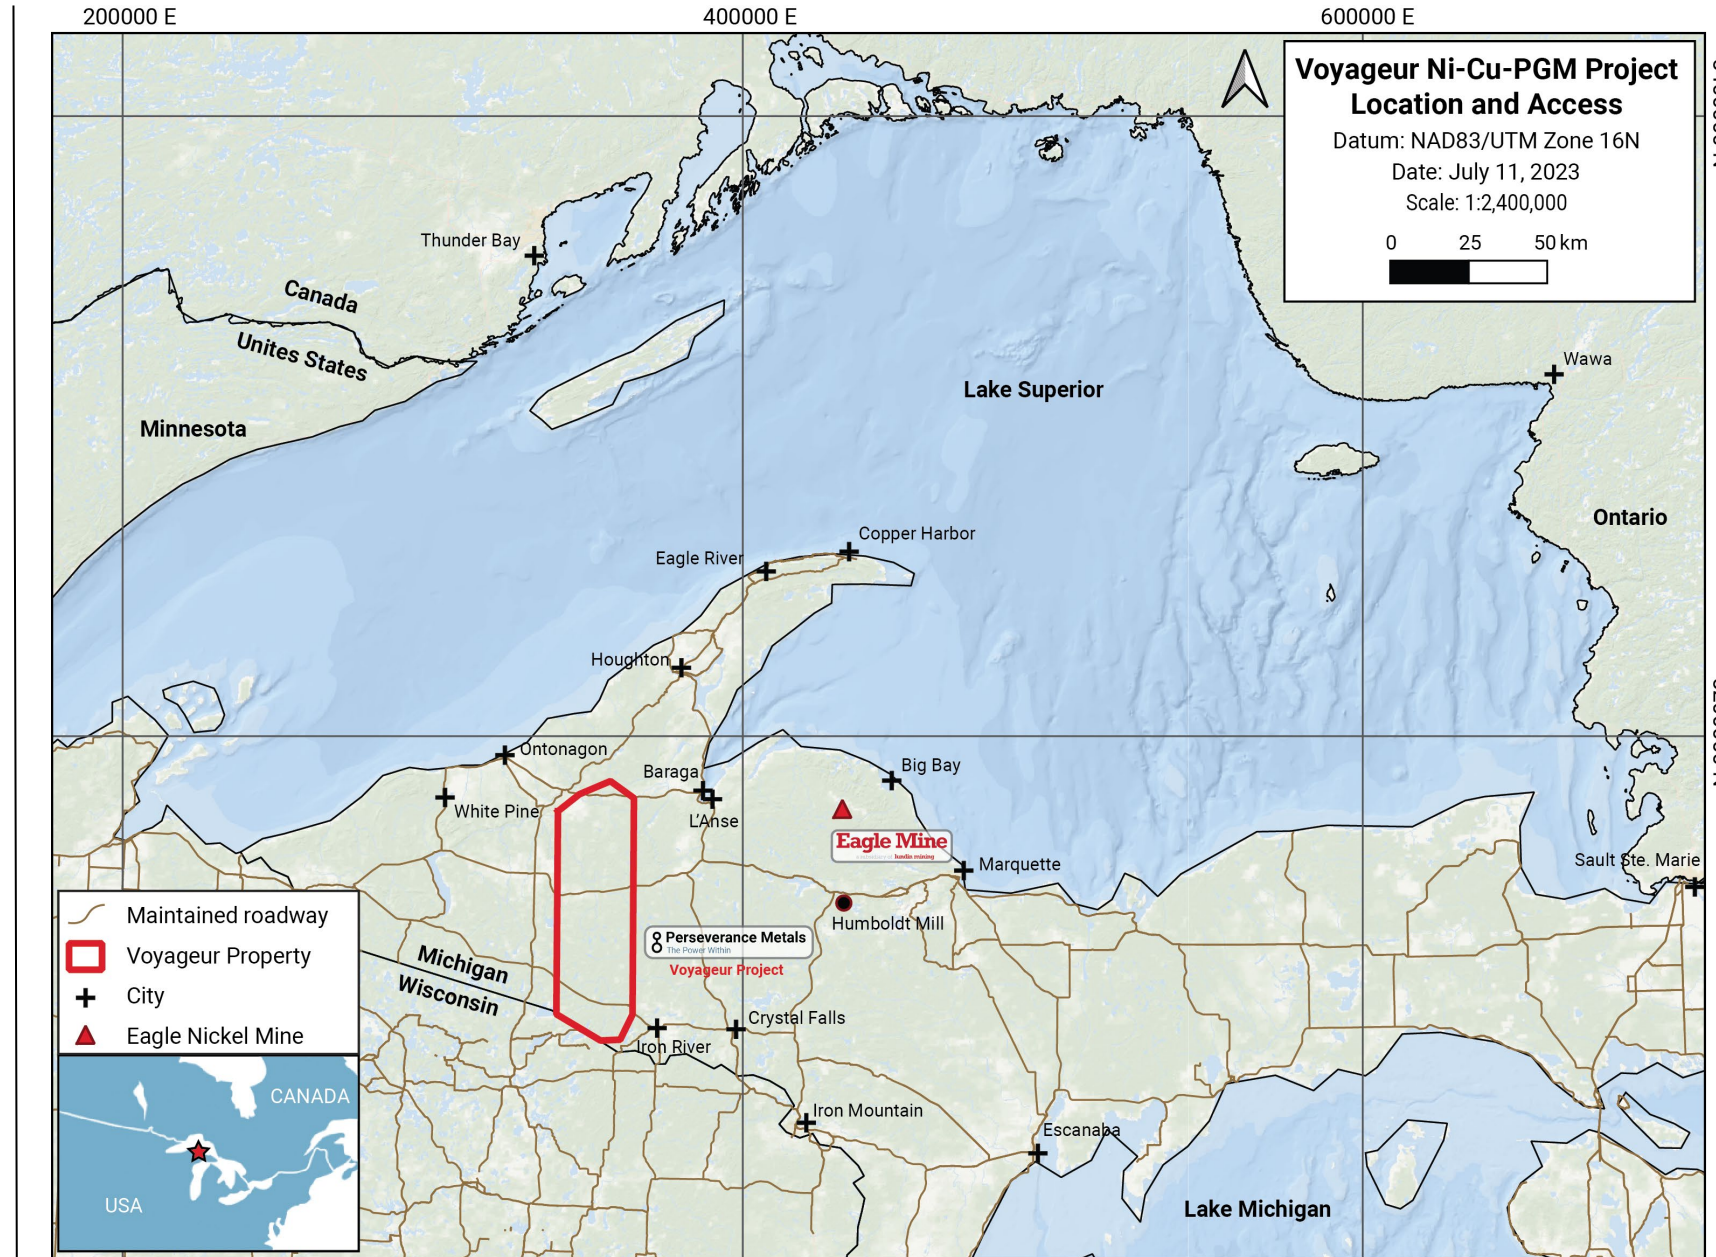 200000 E
400000 E
600000 E
Voyageur Ni-Cu-PGM Project
Location and Access
Datum: NAD83/UTM Zone 16N
Date: July 11, 2023
Scale: 1:2,400,000
0 25 50 km
Thunder Bay
Canada
Unites States
Minnesota
Lake Superior
Wawa
Ontario
Copper Harbor
Eagle River
Houghton
Ontonagon
Baraga
Big Bay
White Pine
L'Anse
Eagle Mine
a subsidiary of lundin mining
Marquette
Sault Ste. Marie
Humboldt Mill
Perseverance Metals
The Power Within
Voyageur Project
Michigan
Wisconsin
Crystal Falls
Iron River
Iron Mountain
Escanaba
Lake Michigan
Maintained roadway
Voyageur Property
City
Eagle Nickel Mine
CANADA
USA